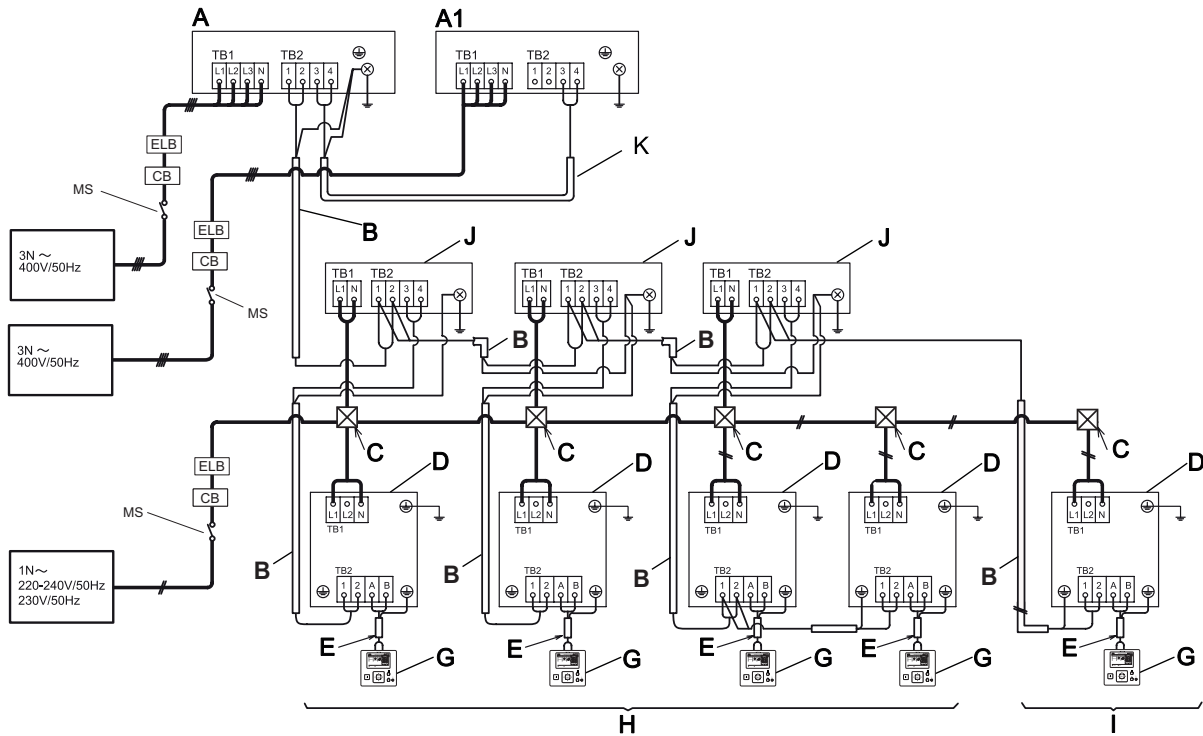 A
A1
TB1 TB2
L1 L2 L3 N 1 2 3 4
TB1 TB2
L1 L2 L3 N 1 2 3 4
ELB
CB
MS
K
B
ELB
CB
MS
3N ~
400V/50Hz
3N ~
400V/50Hz
J
J
J
TB1 TB2
L1 N 1 2 3 4
TB1 TB2
L1 N 1 2 3 4
TB1 TB2
L1 N 1 2 3 4
B
B
C
C
C
C
C
ELB
CB
MS
D
D
D
D
D
L1 L2 N
TB1
L1 L2 N
TB1
L1 L2 N
TB1
L1 L2 N
TB1
L1 L2 N
TB1
1N~
220-240V/50Hz
230V/50Hz
B
B
B
B
TB2
1 2 A B
TB2
1 2 A B
TB2
1 2 A B
TB2
1 2 A B
TB2
1 2 A B
E
E
E
E
E
G
G
G
G
G
H
I